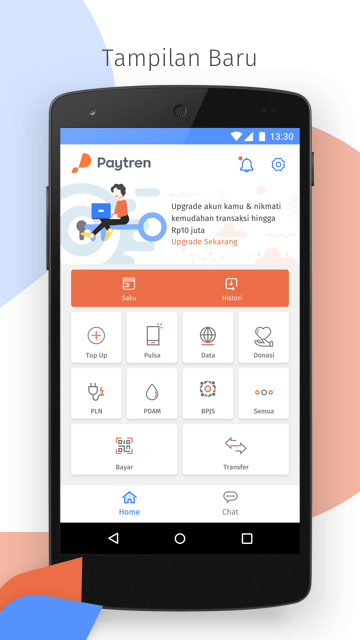 Tampilan Baru
13:30
Paytren
Upgrade akun kamu & nikmati
kemudahan transaksi hingga
Rp10 juta
Upgrade Sekarang
Saku
Histori
Top Up
Pulsa
Data
Donasi
PLN
PDAM
BPJS
Semua
Bayar
Transfer
Home
Chat